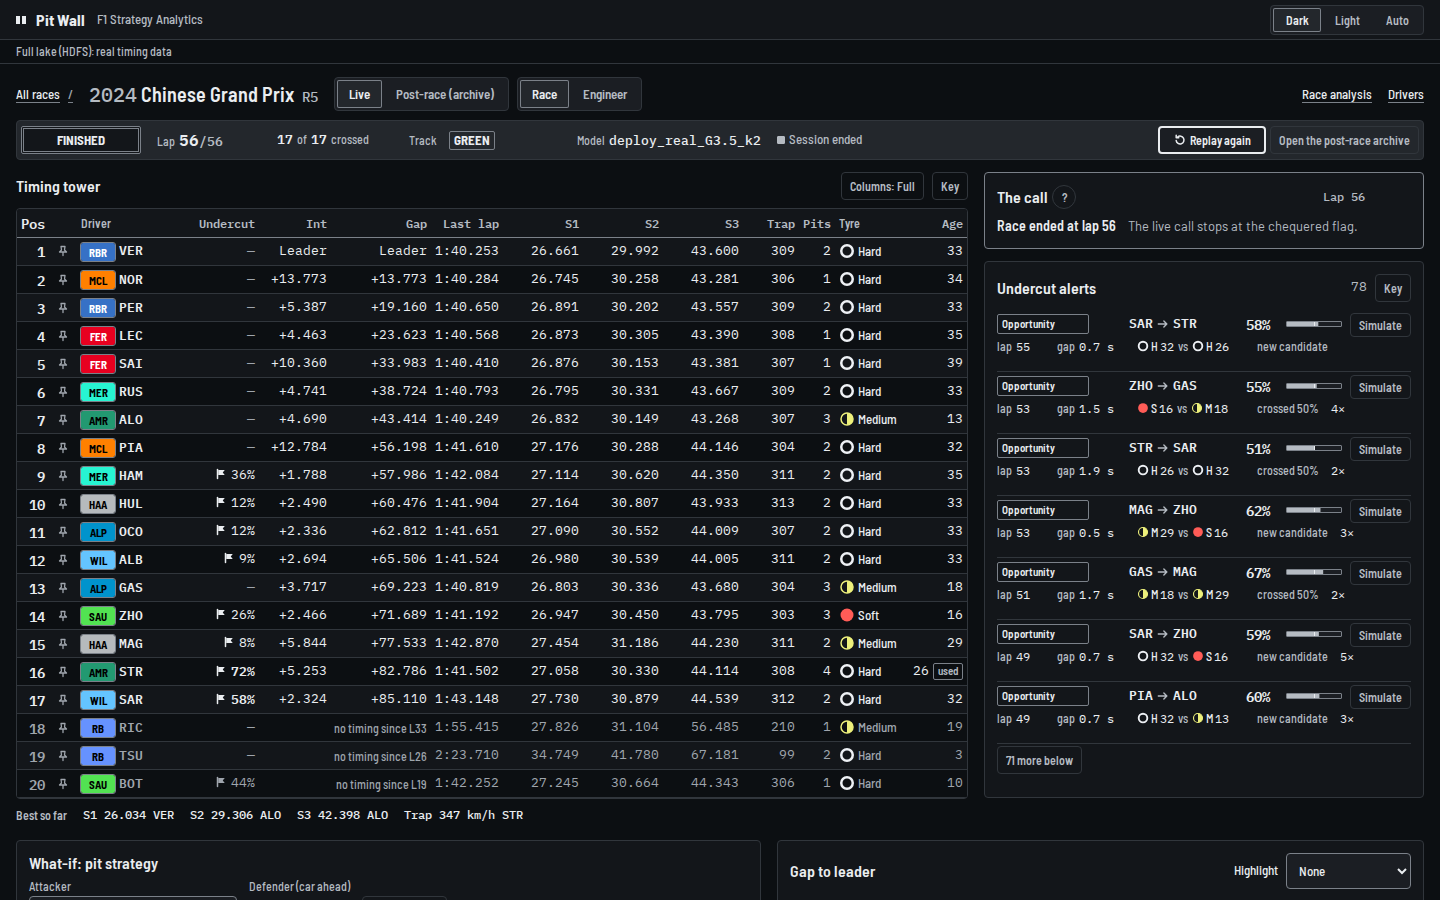 Pit Wall F1 Strategy Analytics Dark Light Auto
Full lake (HDFS): real timing data
All races / 2024 Chinese Grand Prix R5 Live Post-race (archive) Race Engineer Race analysis Drivers
FINISHED Lap 56/56 17 of 17 crossed Track GREEN Model deploy_real_G3.5_k2 Session ended Replay again Open the post-race archive
Timing tower Columns: Full Key
Pos Driver Undercut Int Gap Last lap S1 S2 S3 Trap Pits Tyre Age
1 RBR VER — Leader Leader 1:40.253 26.661 29.992 43.600 309 2 Hard 33
2 MCL NOR — +13.773 +13.773 1:40.284 26.745 30.258 43.281 306 1 Hard 34
3 RBR PER — +5.387 +19.160 1:40.650 26.891 30.202 43.557 309 2 Hard 33
4 FER LEC — +4.463 +23.623 1:40.568 26.873 30.305 43.390 308 1 Hard 35
5 FER SAI — +10.360 +33.983 1:40.410 26.876 30.153 43.381 307 1 Hard 39
6 MER RUS — +4.741 +38.724 1:40.793 26.795 30.331 43.667 309 2 Hard 33
7 AMR ALO — +4.690 +43.414 1:40.249 26.832 30.149 43.268 307 3 Medium 13
8 MCL PIA — +12.784 +56.198 1:41.610 27.176 30.288 44.146 304 2 Hard 32
9 MER HAM 36% +1.788 +57.986 1:42.084 27.114 30.620 44.350 311 2 Hard 35
10 HAA HUL 12% +2.490 +60.476 1:41.904 27.164 30.807 43.933 313 2 Hard 33
11 ALP OCO 12% +2.336 +62.812 1:41.651 27.090 30.552 44.009 307 2 Hard 33
12 WIL ALB 9% +2.694 +65.506 1:41.524 26.980 30.539 44.005 311 2 Hard 33
13 ALP GAS — +3.717 +69.223 1:40.819 26.803 30.336 43.680 304 3 Medium 18
14 SAU ZHO 26% +2.466 +71.689 1:41.192 26.947 30.450 43.795 303 3 Soft 16
15 HAA MAG 8% +5.844 +77.533 1:42.870 27.454 31.186 44.230 311 2 Medium 29
16 AMR STR 72% +5.253 +82.786 1:41.502 27.058 30.330 44.114 308 4 Hard 26 used
17 WIL SAR 58% +2.324 +85.110 1:43.148 27.730 30.879 44.539 312 2 Hard 32
18 RB RIC — no timing since L33 1:55.415 27.826 31.104 56.485 210 1 Medium 19
19 RB TSU — no timing since L26 2:23.710 34.749 41.780 67.181 99 2 Hard 3
20 SAU BOT 44% no timing since L19 1:42.252 27.245 30.664 44.343 306 1 Hard 10
Best so far S1 26.034 VER S2 29.306 ALO S3 42.398 ALO Trap 347 km/h STR
The call ? Lap 56
Race ended at lap 56 The live call stops at the chequered flag.
Undercut alerts 78 Key
Opportunity SAR → STR 58% Simulate
lap 55 gap 0.7 s H 32 vs H 26 new candidate
Opportunity ZHO → GAS 55% Simulate
lap 53 gap 1.5 s S 16 vs M 18 crossed 50% 4×
Opportunity STR → SAR 51% Simulate
lap 53 gap 1.9 s H 26 vs H 32 crossed 50% 2×
Opportunity MAG → ZHO 62% Simulate
lap 53 gap 0.5 s M 29 vs S 16 new candidate 3×
Opportunity GAS → MAG 67% Simulate
lap 51 gap 1.7 s M 18 vs M 29 crossed 50% 2×
Opportunity SAR → ZHO 59% Simulate
lap 49 gap 0.7 s H 32 vs S 16 new candidate 5×
Opportunity PIA → ALO 60% Simulate
lap 49 gap 0.7 s H 32 vs M 13 new candidate 3×
71 more below
What-if: pit strategy
Attacker Defender (car ahead)
Gap to leader Highlight None